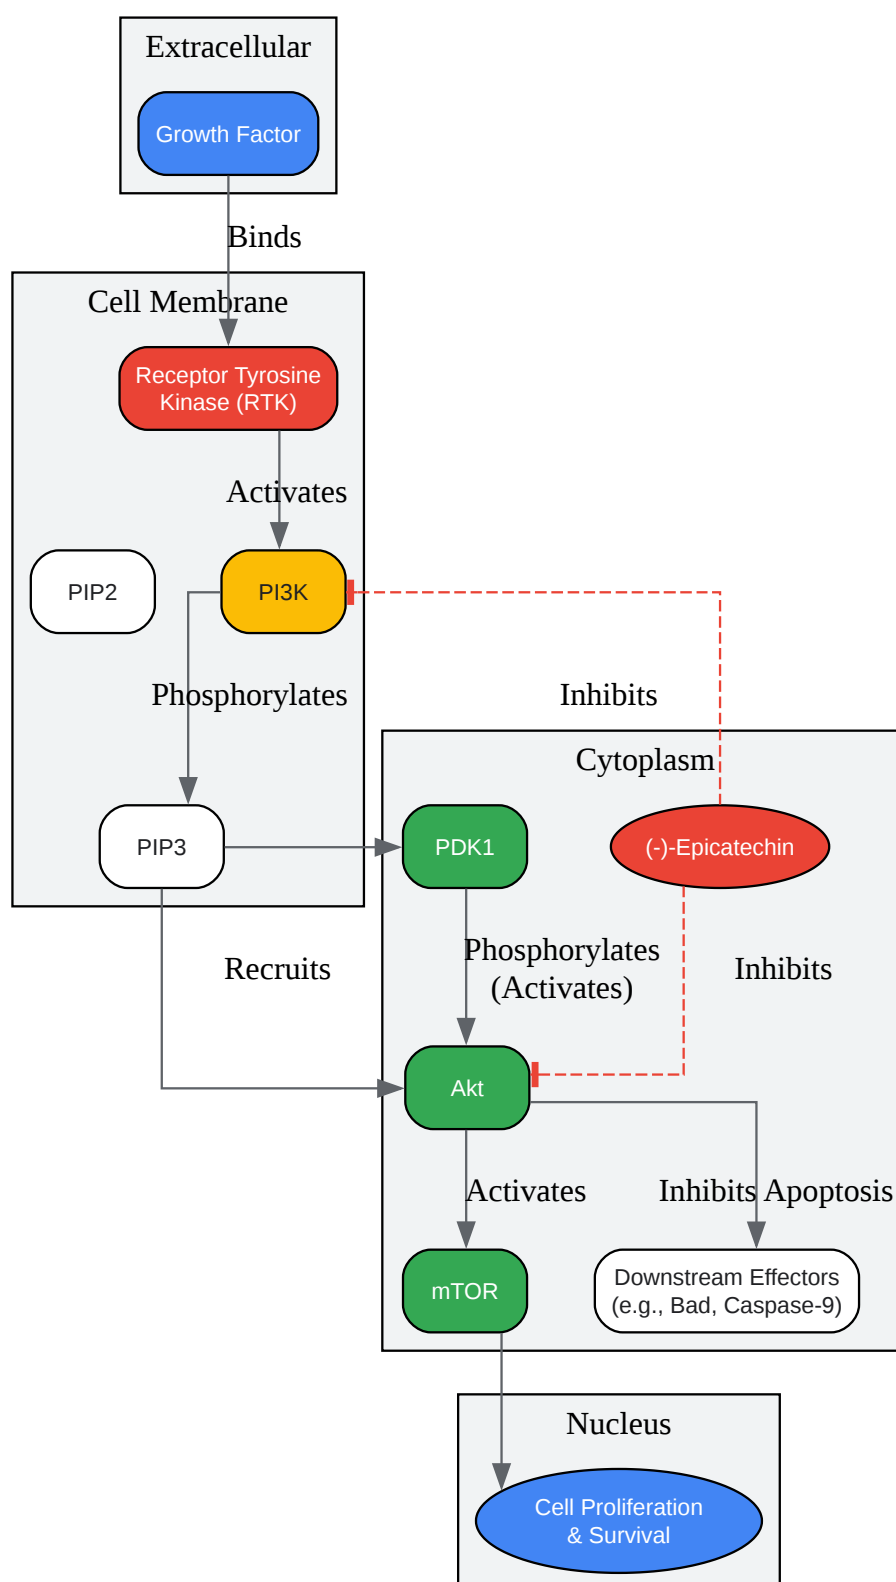 Extracellular
Growth Factor
Binds
Cell Membrane
Receptor Tyrosine
Kinase (RTK)
Activates
PIP2
PI3K
Phosphorylates
Inhibits
Cytoplasm
PIP3
PDK1
(-)-Epicatechin
Recruits
Phosphorylates
(Activates)
Inhibits
Akt
Activates
Inhibits Apoptosis
mTOR
Downstream Effectors
(e.g., Bad, Caspase-9)
Nucleus
Cell Proliferation
& Survival